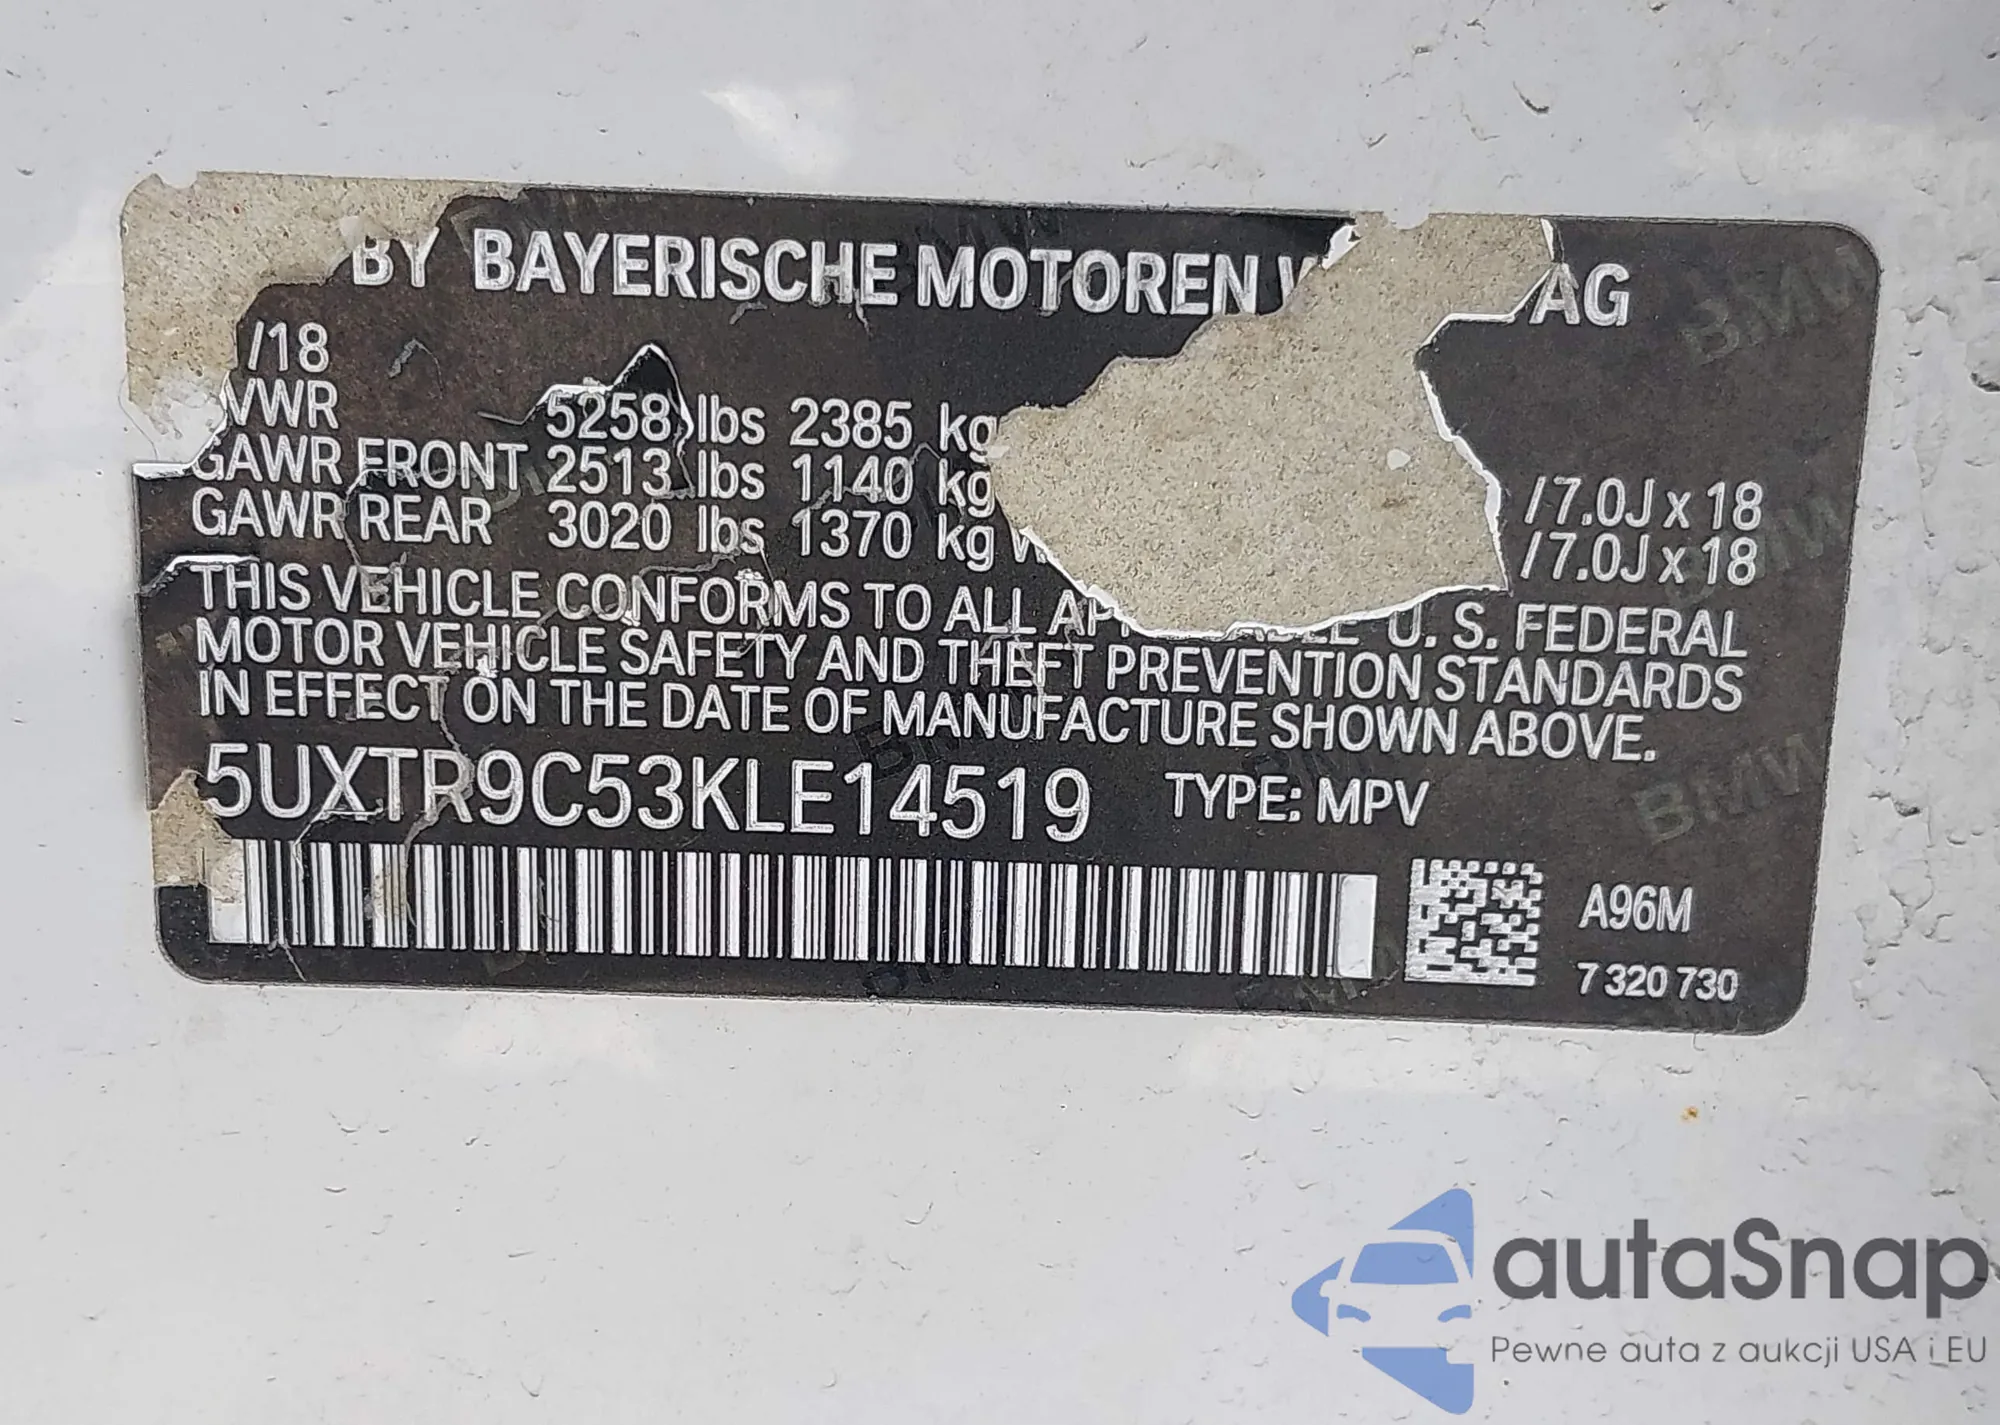 BY BAYERISCHE MOTOREN AG
/18
VWR 5258 lbs 2385 kg
GAWR FRONT 2513 lbs 1140 kg /7.0J x 18
GAWR REAR 3020 lbs 1370 kg /7.0J x 18
THIS VEHICLE CONFORMS TO ALL U. S. FEDERAL
MOTOR VEHICLE SAFETY AND THEFT PREVENTION STANDARDS
IN EFFECT ON THE DATE OF MANUFACTURE SHOWN ABOVE.
5UXTR9C53KLE14519 TYPE: MPV
A96M
7 320 730
autaSnap
Pewne auta z aukcji USA i EU